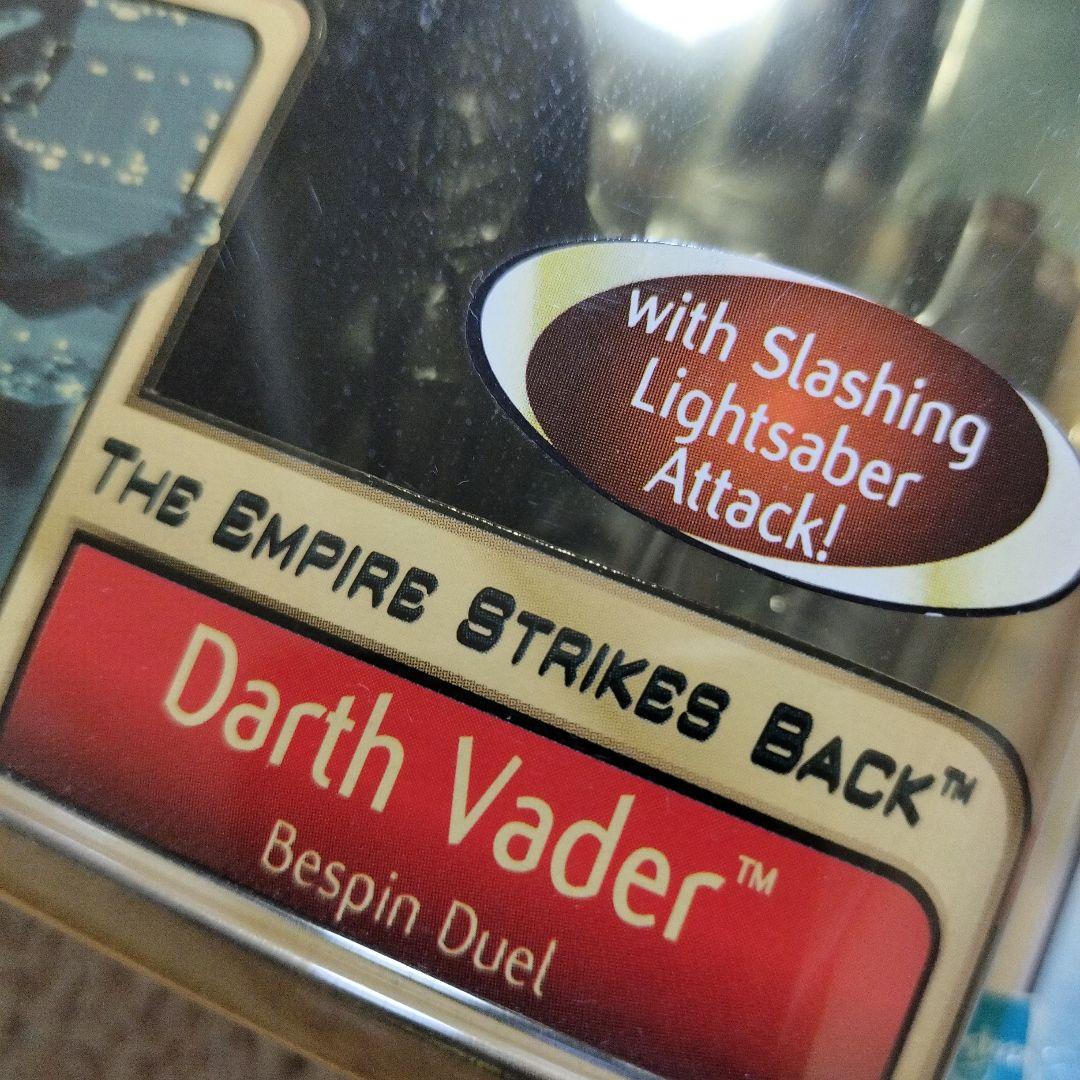 with Slashing
Lightsaber
Attack!
THE EMPIRE STRIKES BACK™
Darth Vader™
Bespin Duel